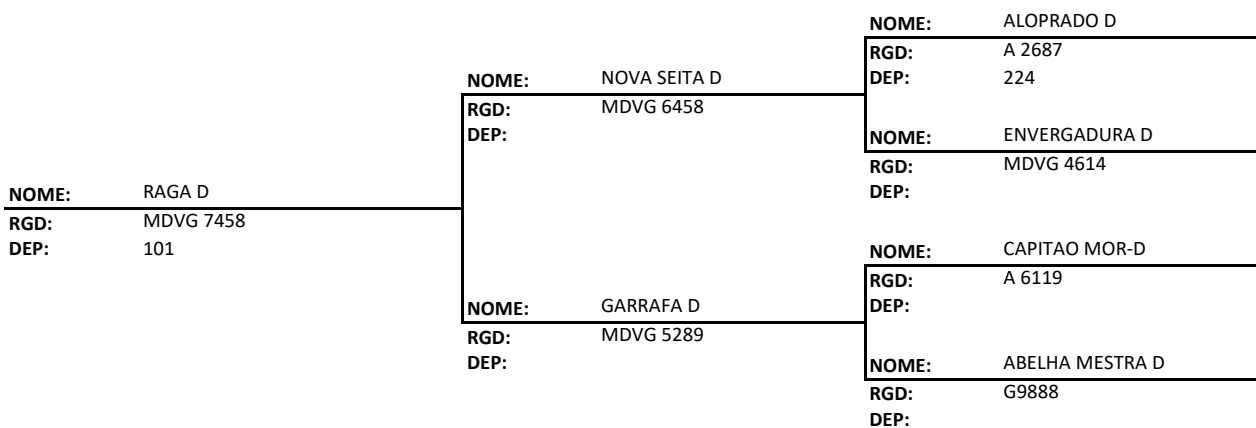 NOME: ALOPRADO D
RGD: A 2687
NOME: NOVA SEITA D
DEP: 224
RGD: MDVG 6458
DEP:
NOME: ENVERGADURA D
RGD: MDVG 4614
NOME: RAGA D
DEP:
RGD: MDVG 7458
DEP: 101
NOME: CAPITAO MOR-D
RGD: A 6119
NOME: GARRAFA D
DEP:
RGD: MDVG 5289
DEP:
NOME: ABELHA MESTRA D
RGD: G9888
DEP: